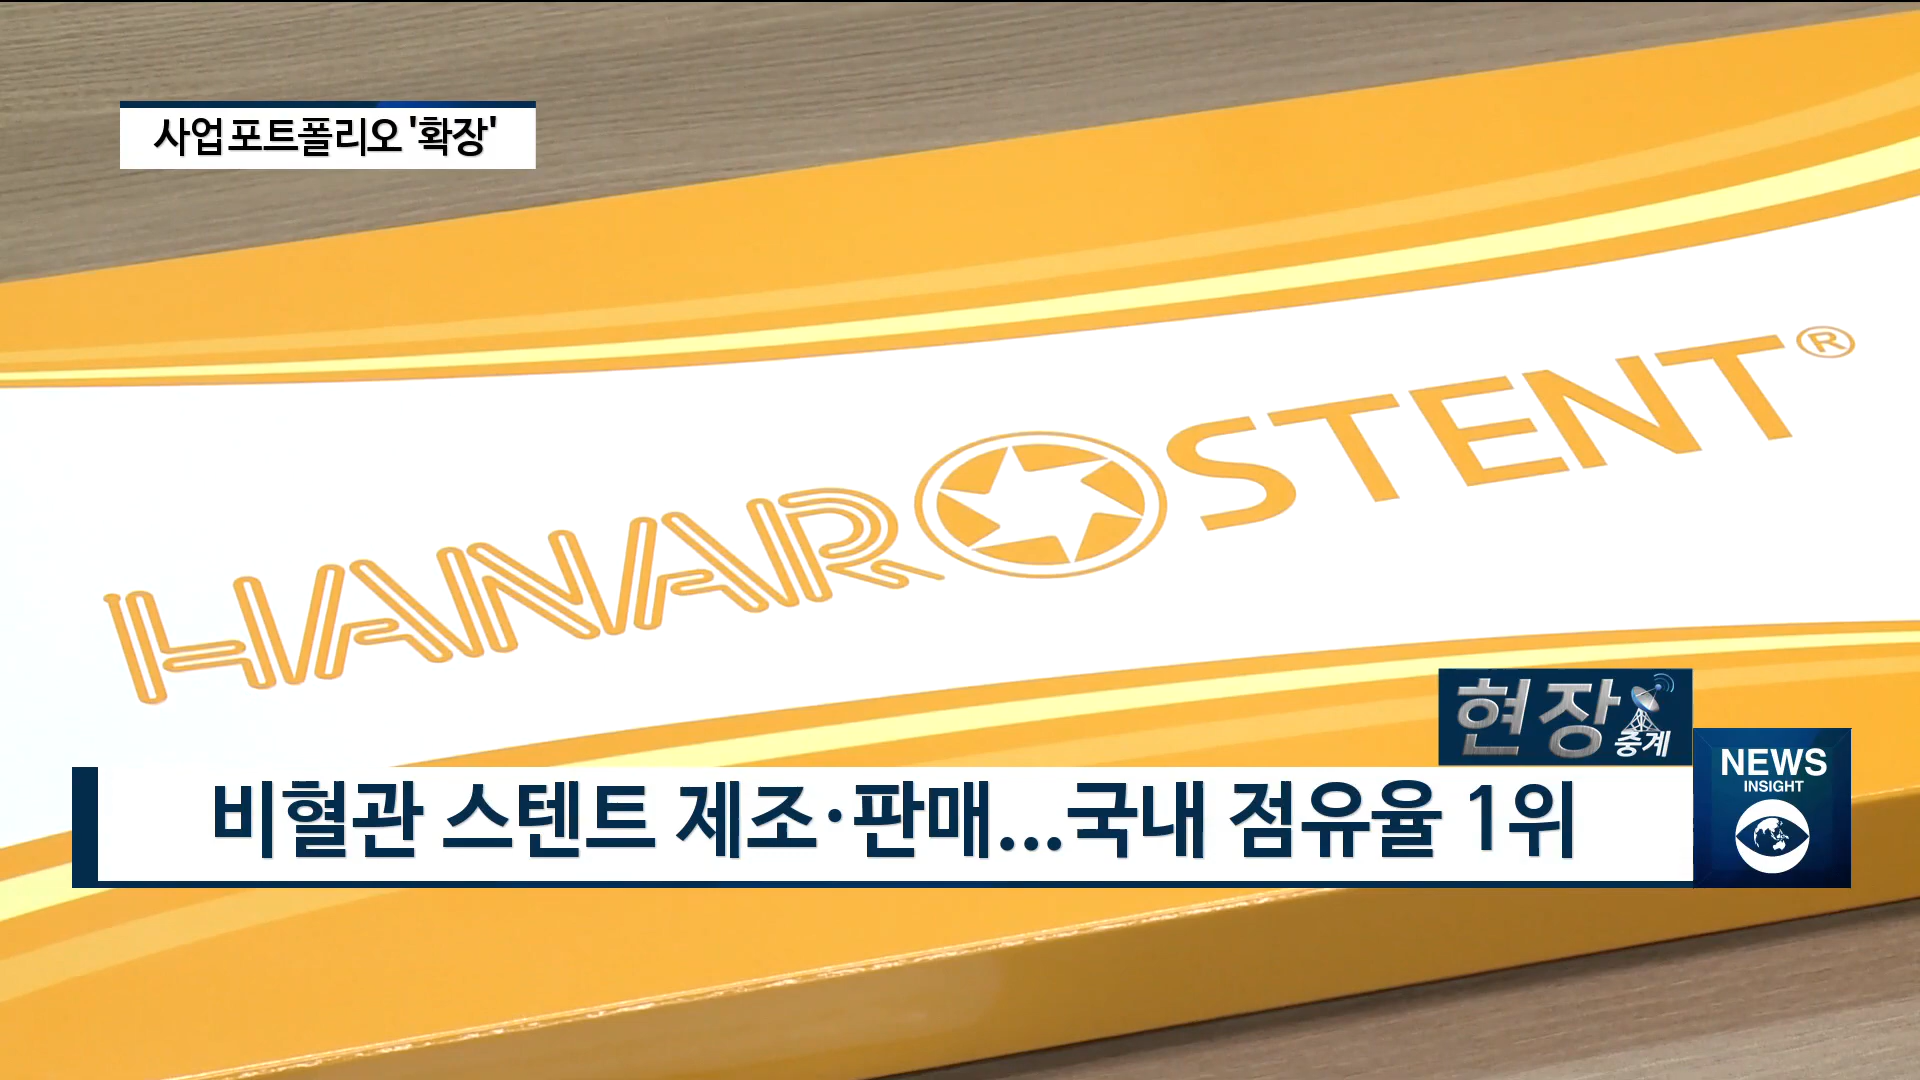 사업 포트폴리오 '확장'
HANAROSTENT®
현장
중계
NEWS
INSIGHT
비혈관 스텐트 제조·판매...국내 점유율 1위